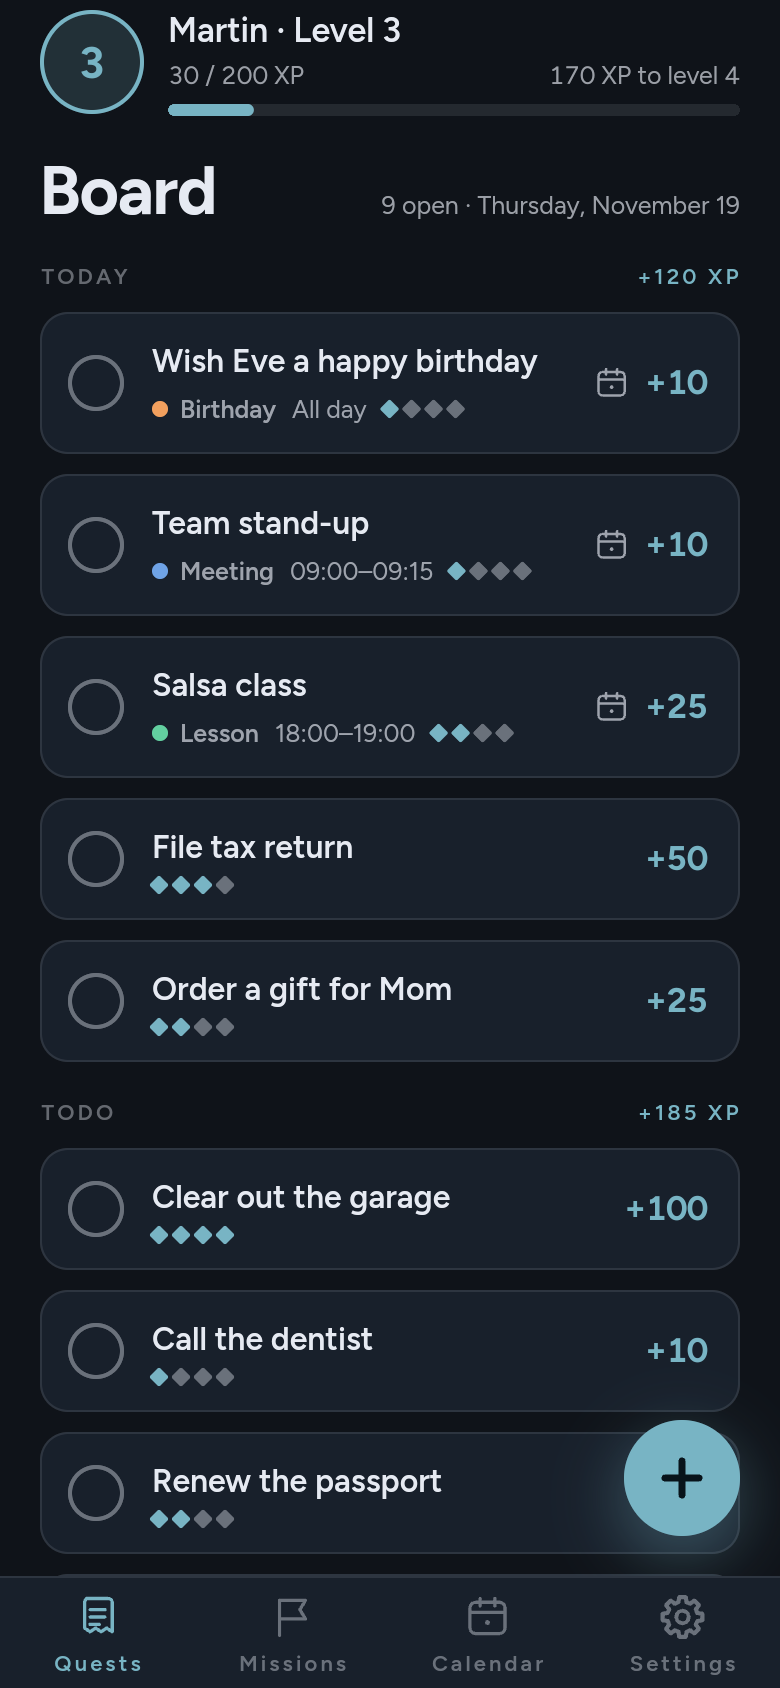 3
Martin · Level 3
30 / 200 XP 170 XP to level 4
Board
9 open · Thursday, November 19
TODAY +120 XP
Wish Eve a happy birthday
Birthday All day
+10
Team stand-up
Meeting 09:00–09:15
+10
Salsa class
Lesson 18:00–19:00
+25
File tax return
+50
Order a gift for Mom
+25
TODO +185 XP
Clear out the garage
+100
Call the dentist
+10
Renew the passport
Quests Missions Calendar Settings